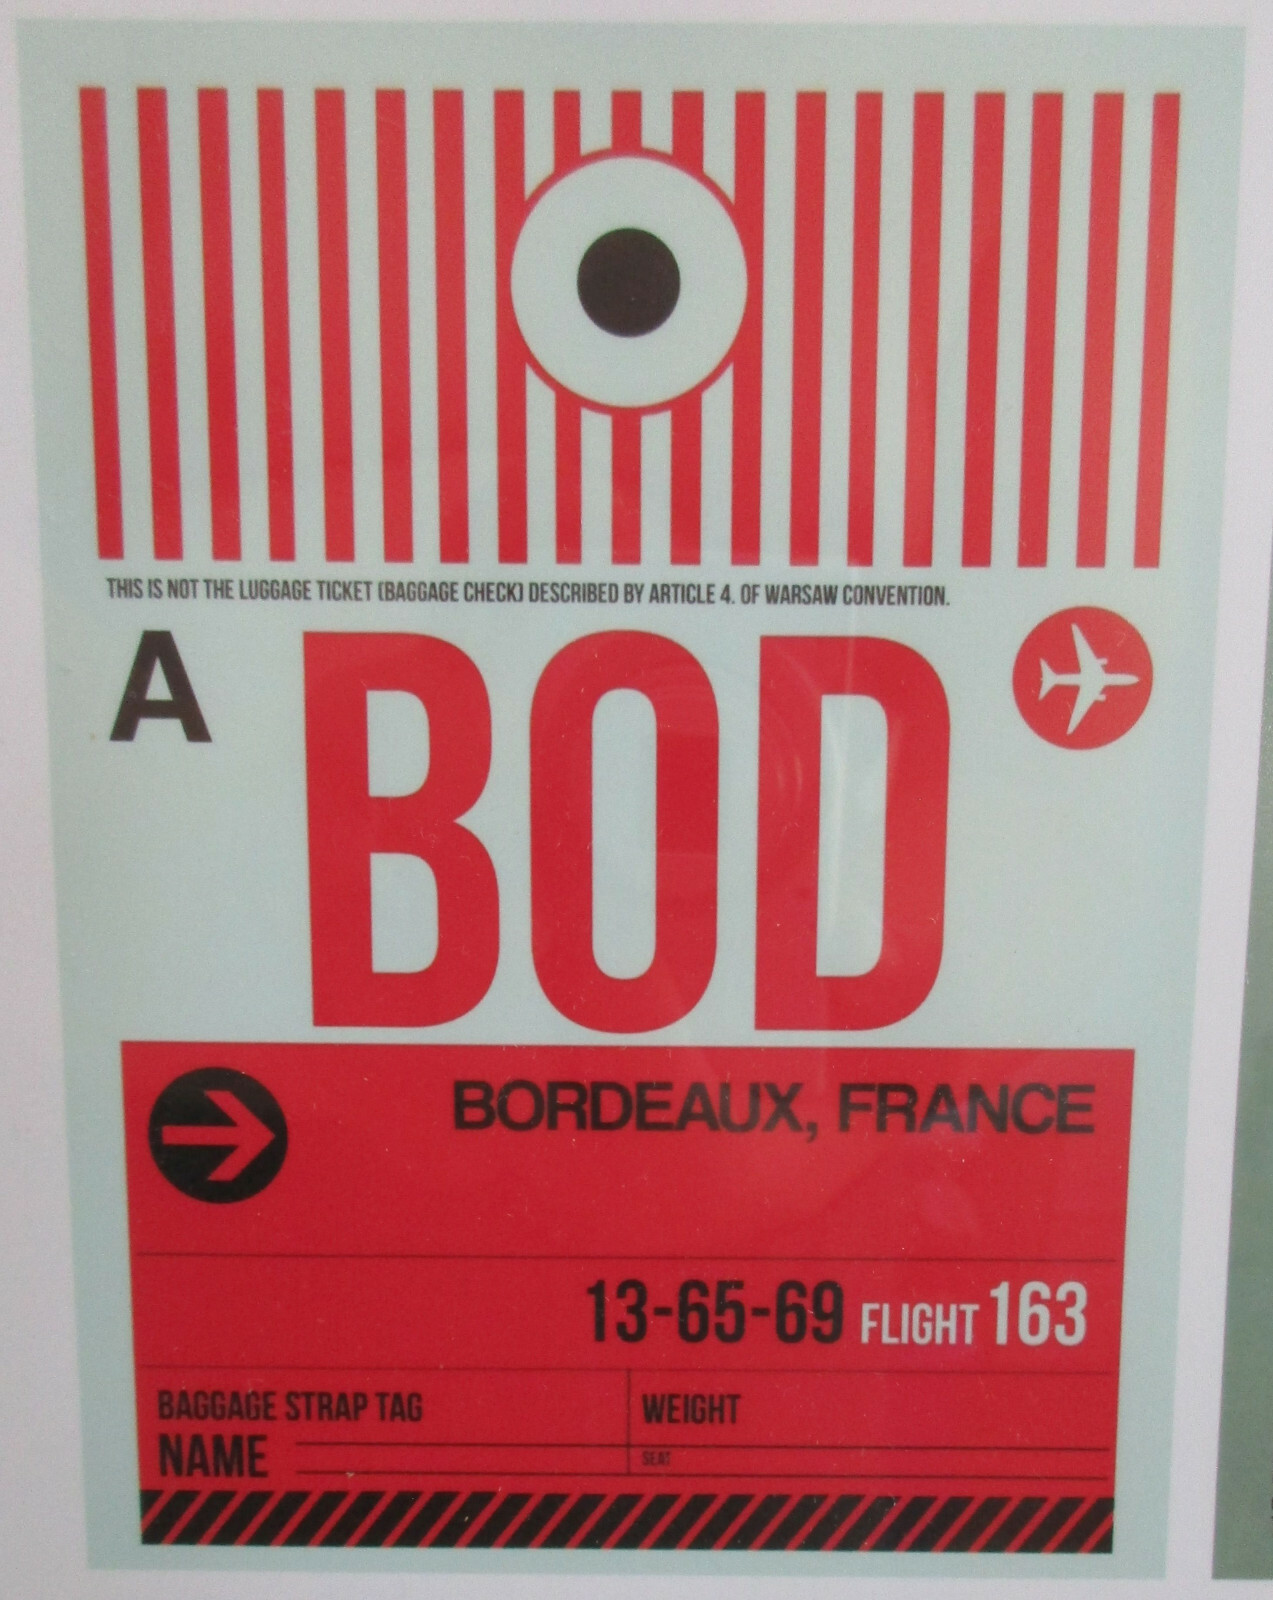 THIS IS NOT THE LUGGAGE TICKET (BAGGAGE CHECK) DESCRIBED BY ARTICLE 4. OF WARSAW CONVENTION.
A
BOD
BORDEAUX, FRANCE
13-65-69 FLIGHT 163
BAGGAGE STRAP TAG WEIGHT
NAME SEAT